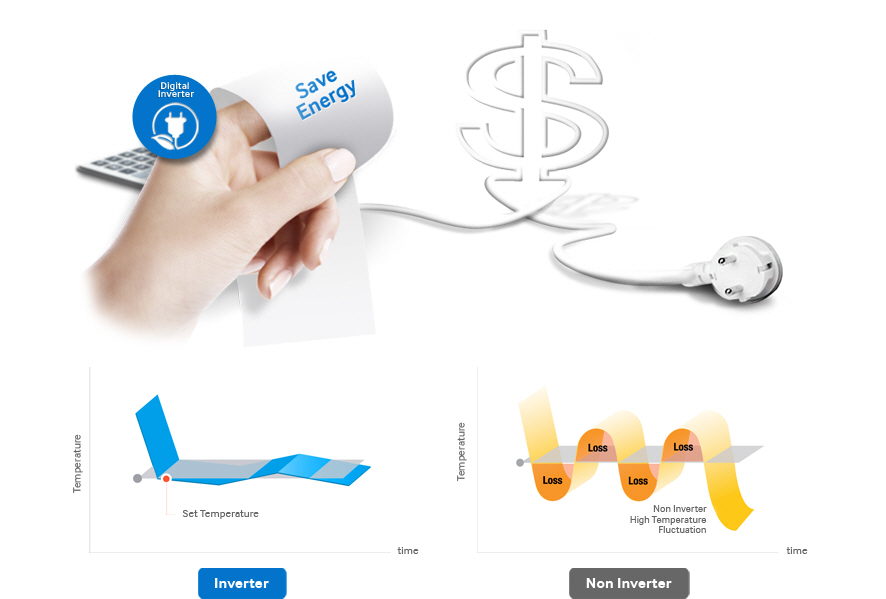 Digital
Inverter
Save
Energy
Temperature
Set Temperature
time
Inverter
Temperature
Loss
Loss
Loss
Loss
Non Inverter
High Temperature
Fluctuation
time
Non Inverter